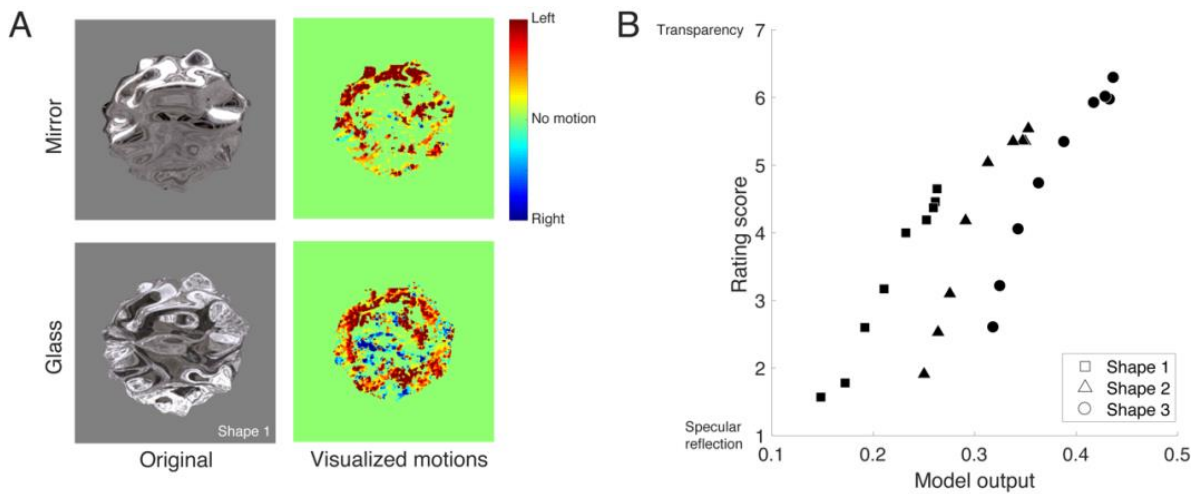 A
Mirror
Glass
Shape 1
Original
Visualized motions
Left
No motion
Right
B
Transparency
Specular
reflection
Rating score
7
6
5
4
3
2
1
0.1
0.2
0.3
0.4
0.5
Model output
Shape 1
Shape 2
Shape 3